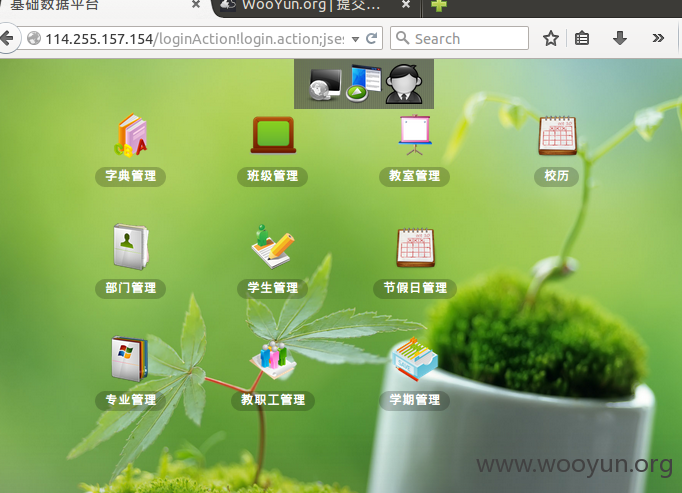 基础数据平台
WooYun.org | 提交…
114.255.157.154/loginAction!login.action;jse
Search
字典管理
班级管理
教室管理
校历
部门管理
学生管理
节假日管理
专业管理
教职工管理
学期管理
www.wooyun.org